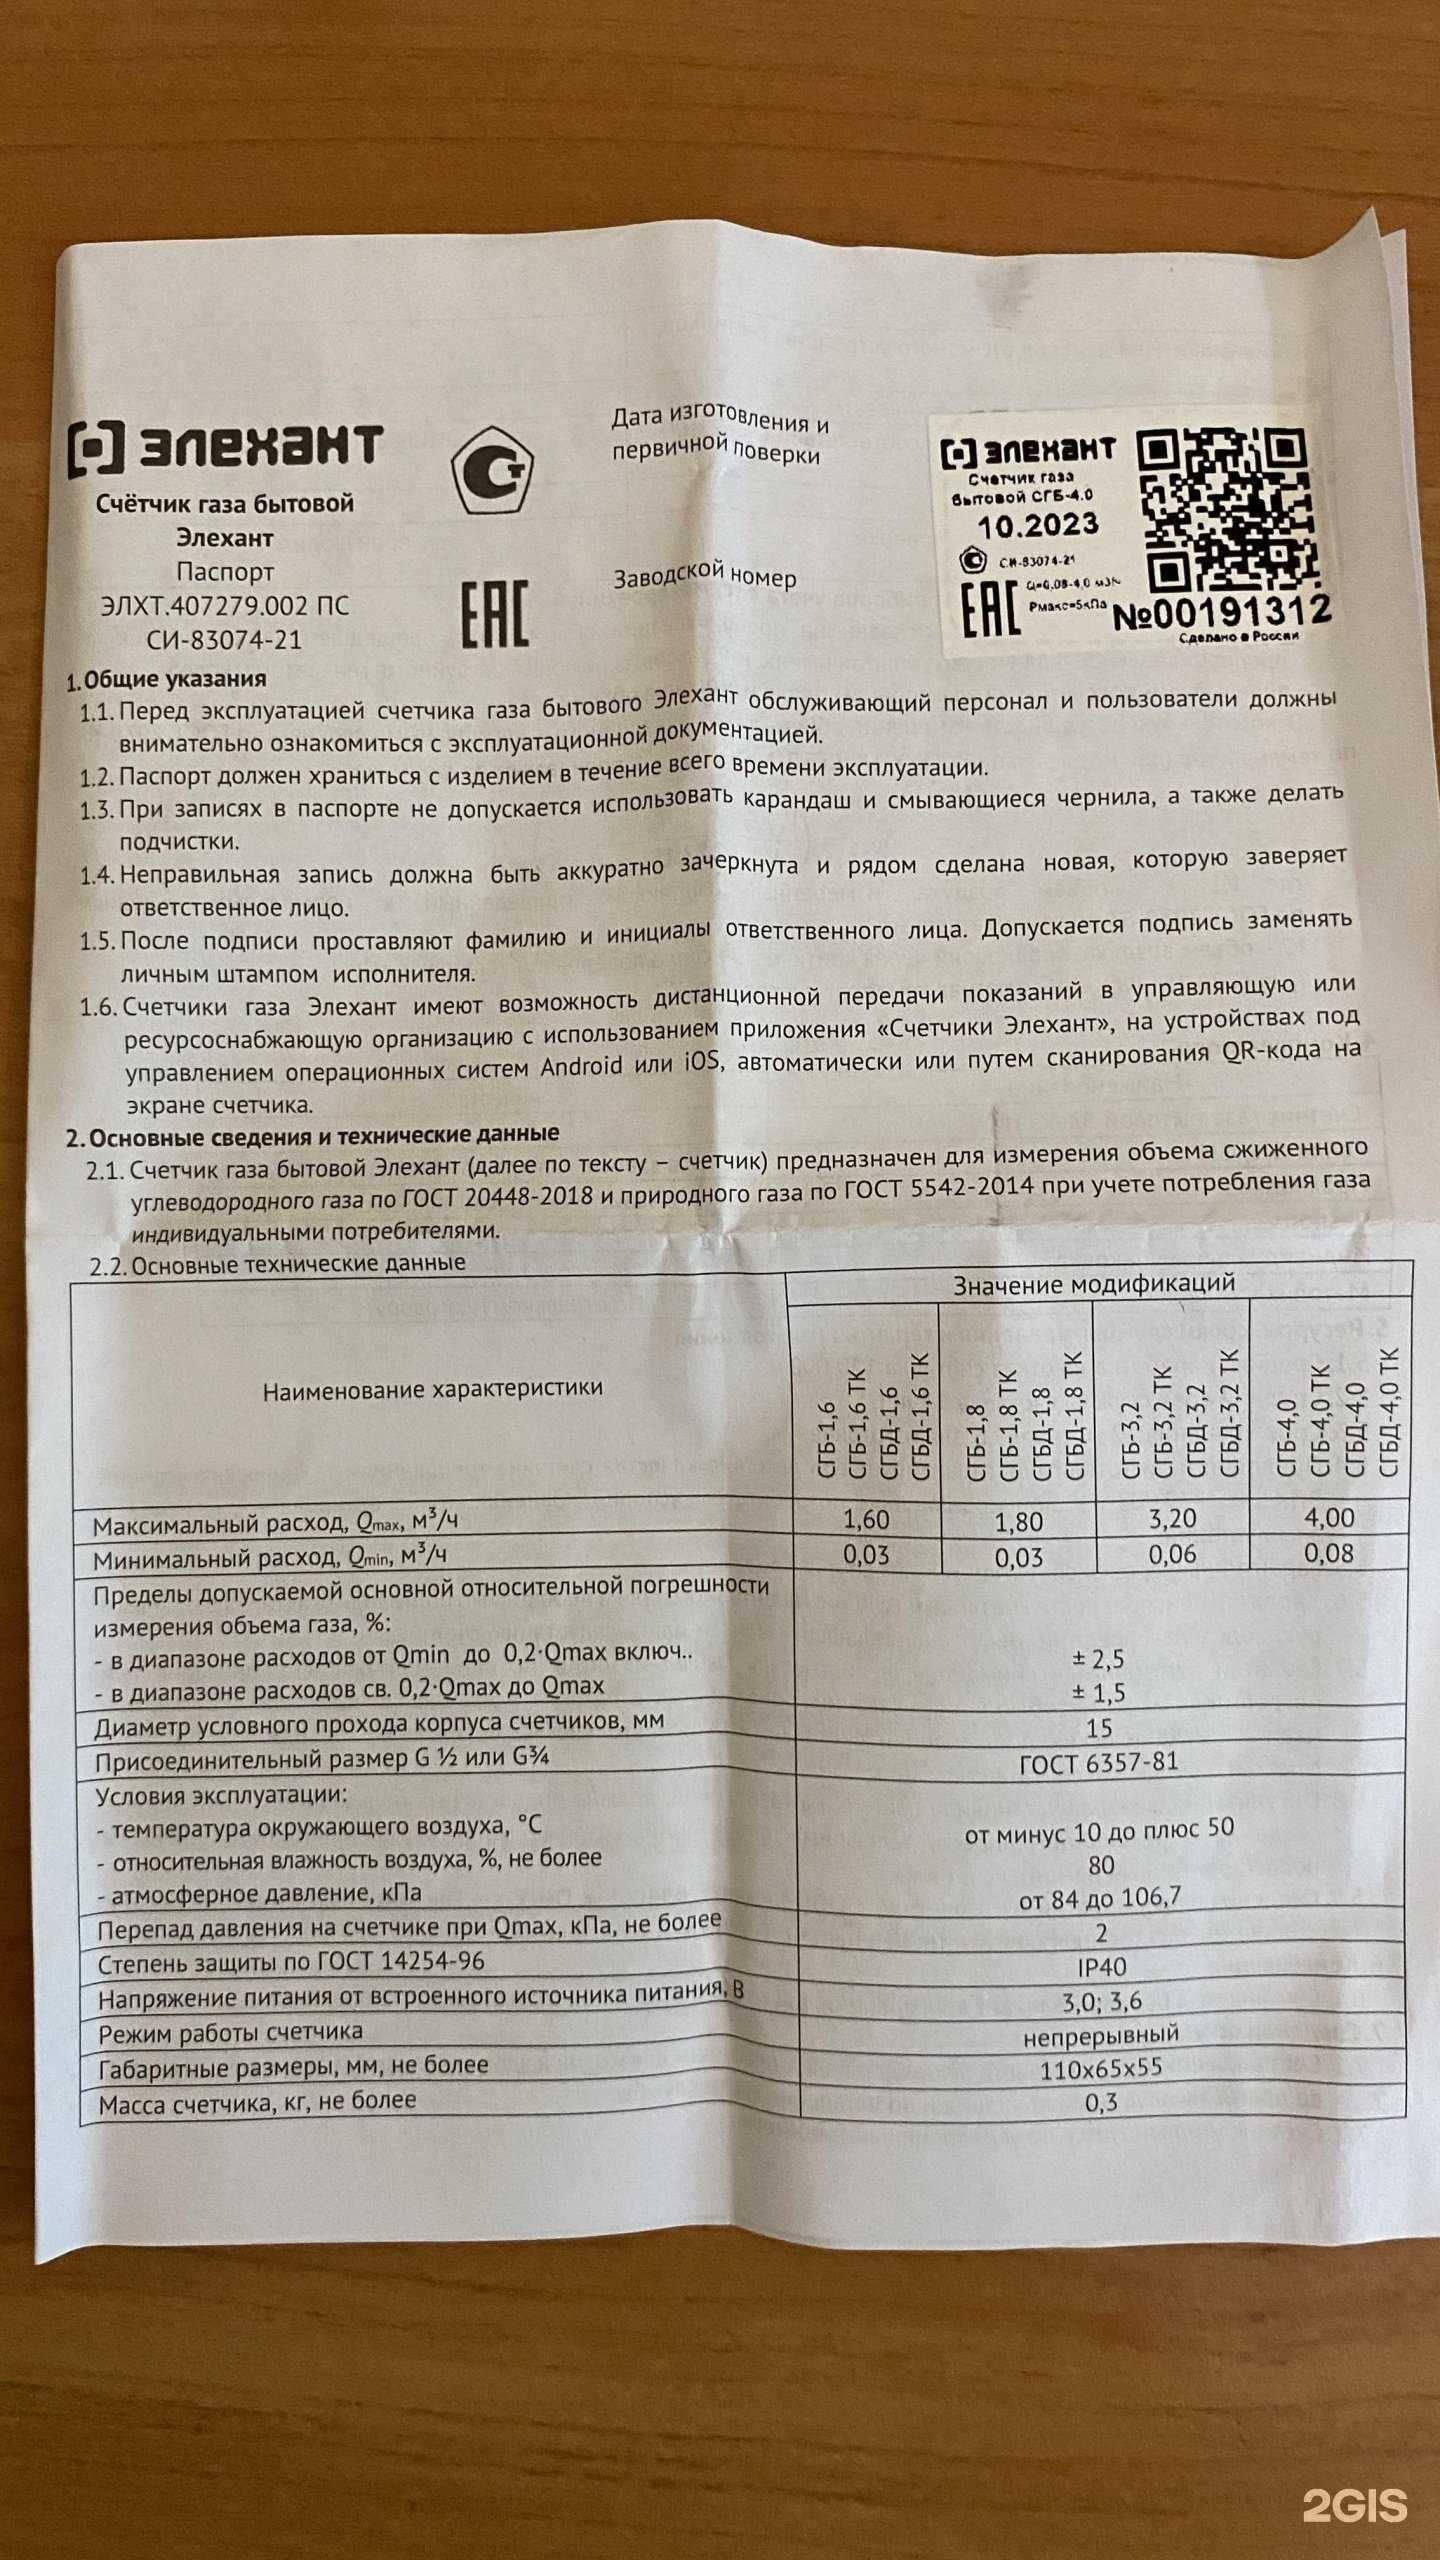 элехант
Счётчик газа бытовой
Элехант
Паспорт
ЭЛХТ.407279.002 ПС
СИ-83074-21
ЕАС
Дата изготовления и
первичной поверки
Заводской номер
элехант
Счетчик газа
бытовой СГБ-4.0
10.2023
СИ-83074-21
Q=0,08-4,0 м3/ч
Pмакс=5кПа
ЕАС
№00191312
Сделано в России
1. Общие указания
1.1. Перед эксплуатацией счетчика газа бытового Элехант обслуживающий персонал и пользователи должны
внимательно ознакомиться с эксплуатационной документацией.
1.2. Паспорт должен храниться с изделием в течение всего времени эксплуатации.
1.3. При записях в паспорте не допускается использовать карандаш и смывающиеся чернила, а также делать
подчистки.
1.4. Неправильная запись должна быть аккуратно зачеркнута и рядом сделана новая, которую заверяет
ответственное лицо.
1.5. После подписи проставляют фамилию и инициалы ответственного лица. Допускается подпись заменять
личным штампом исполнителя.
1.6. Счетчики газа Элехант имеют возможность дистанционной передачи показаний в управляющую или
ресурсоснабжающую организацию с использованием приложения «Счетчики Элехант», на устройствах под
управлением операционных систем Android или iOS, автоматически или путем сканирования QR-кода на
экране счетчика.
2. Основные сведения и технические данные
2.1. Счетчик газа бытовой Элехант (далее по тексту – счетчик) предназначен для измерения объема сжиженного
углеводородного газа по ГОСТ 20448-2018 и природного газа по ГОСТ 5542-2014 при учете потребления газа
индивидуальными потребителями.
2.2. Основные технические данные
Наименование характеристики
Значение модификаций
СГБ-1,6
СГБ-1,6 ТК
СГБД-1,6
СГБД-1,6 ТК
СГБ-1,8
СГБ-1,8 ТК
СГБД-1,8
СГБД-1,8 ТК
СГБ-3,2
СГБ-3,2 ТК
СГБД-3,2
СГБД-3,2 ТК
СГБ-4,0
СГБ-4,0 ТК
СГБД-4,0
СГБД-4,0 ТК
Максимальный расход, Qmax, м³/ч 1,60 1,80 3,20 4,00
Минимальный расход, Qmin, м³/ч 0,03 0,03 0,06 0,08
Пределы допускаемой основной относительной погрешности
измерения объема газа, %:
- в диапазоне расходов от Qmin до 0,2·Qmax включ.. ± 2,5
- в диапазоне расходов св. 0,2·Qmax до Qmax ± 1,5
Диаметр условного прохода корпуса счетчиков, мм 15
Присоединительный размер G ½ или G¾ ГОСТ 6357-81
Условия эксплуатации:
- температура окружающего воздуха, °С от минус 10 до плюс 50
- относительная влажность воздуха, %, не более 80
- атмосферное давление, кПа от 84 до 106,7
Перепад давления на счетчике при Qmax, кПа, не более 2
Степень защиты по ГОСТ 14254-96 IP40
Напряжение питания от встроенного источника питания, В 3,0; 3,6
Режим работы счетчика непрерывный
Габаритные размеры, мм, не более 110х65х55
Масса счетчика, кг, не более 0,3
2GIS